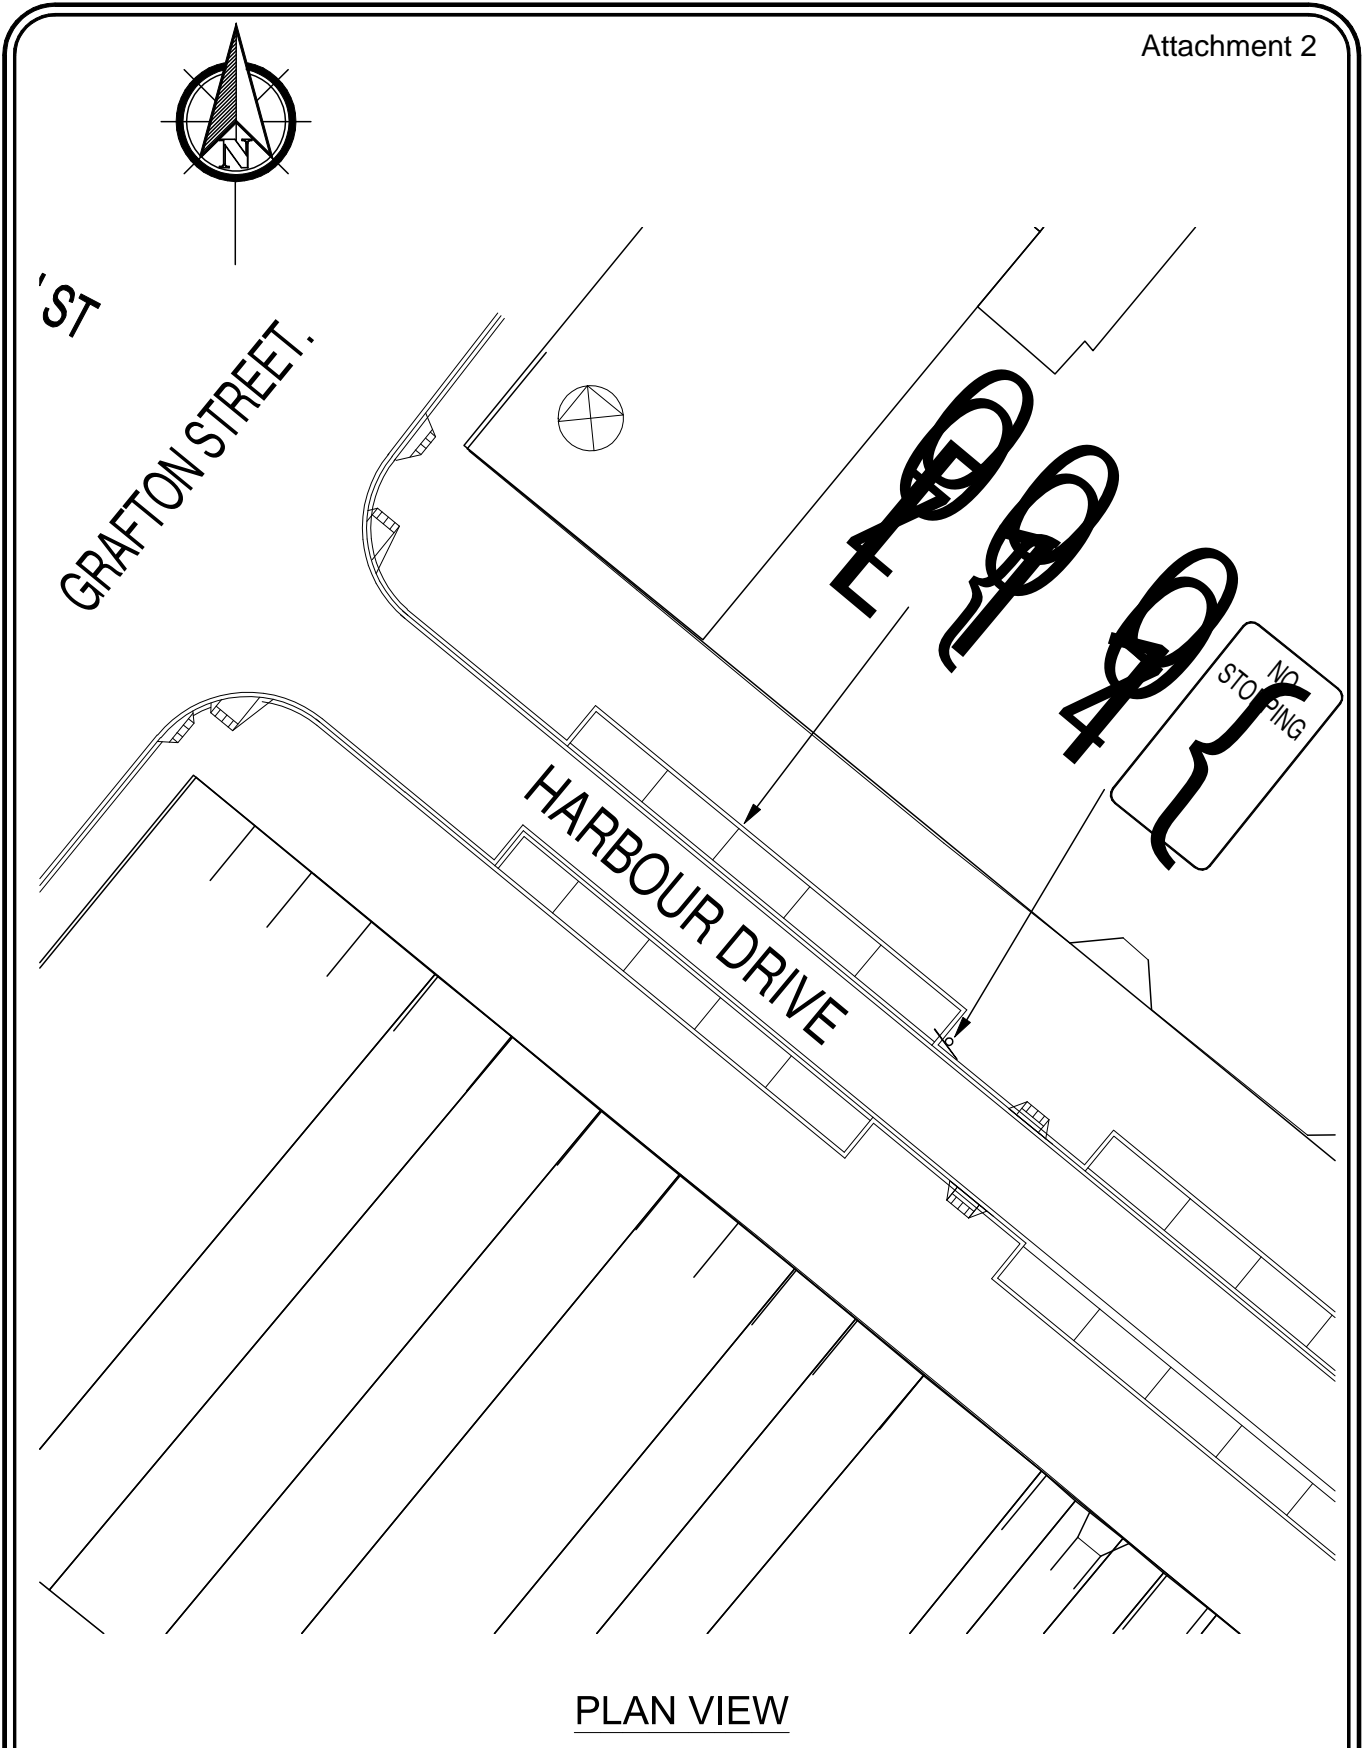 Attachment 2
N
ST
GRAFTON STREET.
NO
STOPPING
HARBOUR DRIVE
PLAN VIEW